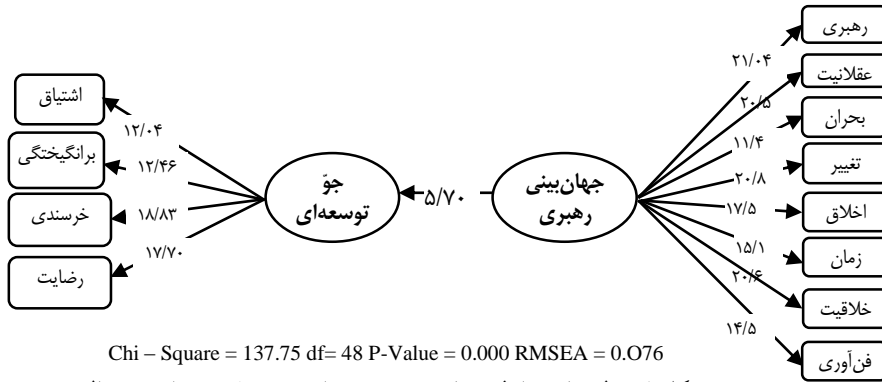 رهبری
عقلانیت
بحران
تغییر
اخلاق
زمان
خلاقیت
فن‌آوری
۲۱/۰۴
۲۰/۵
۱۱/۴
۲۰/۸
۱۷/۵
۱۵/۱
۲۰/۶
۱۴/۵
جهان‌بینی
رهبری
۵/۷۰
جوّ
توسعه‌ای
۱۲/۰۴
۱۲/۴۶
۱۸/۸۳
۱۷/۷۰
اشتیاق
برانگیختگی
خرسندی
رضایت
Chi – Square = 137.75 df= 48 P-Value = 0.000 RMSEA = 0.O76